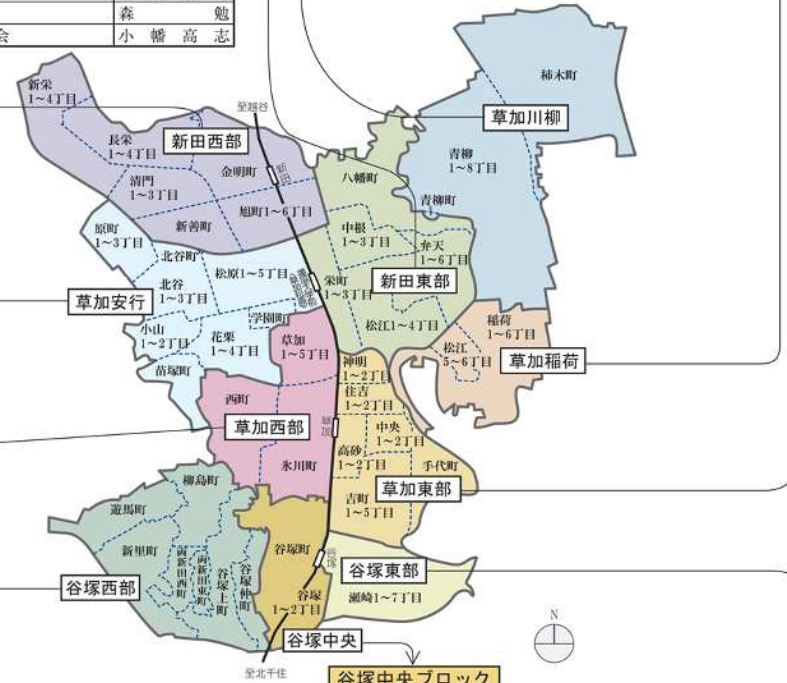 森 勉
会 小幡高志
柿木町
新栄
1～4丁目
至越谷
草加川柳
長栄
1～4丁目
新田西部
青柳
1～8丁目
金明町
新田
清門
1～3丁目
八幡町
青柳町
旭町1～6丁目
新善町
原町
1～3丁目
中根
1～3丁目
弁天
1～6丁目
北谷町
松原1～5丁目
北谷
1～3丁目
栄町
1～3丁目
新田東部
草加安行
学園町
松江1～4丁目
稲荷
1～6丁目
小山
1～2丁目
花栗
1～4丁目
草加
1～5丁目
松江
5～6丁目
草加稲荷
苗塚町
神明
1～2丁目
住吉
1～2丁目
西町
草加西部
草加
中央
1～2丁目
高砂
1～2丁目
手代町
氷川町
草加東部
柳島町
吉町
1～5丁目
遊馬町
新里町
谷塚町
谷塚
両新田西町
両新田東町
谷塚上町
谷塚仲町
谷塚東部
谷塚西部
谷塚
1～2丁目
瀬崎1～7丁目
谷塚中央
N
至北千住
谷塚中央ブロック